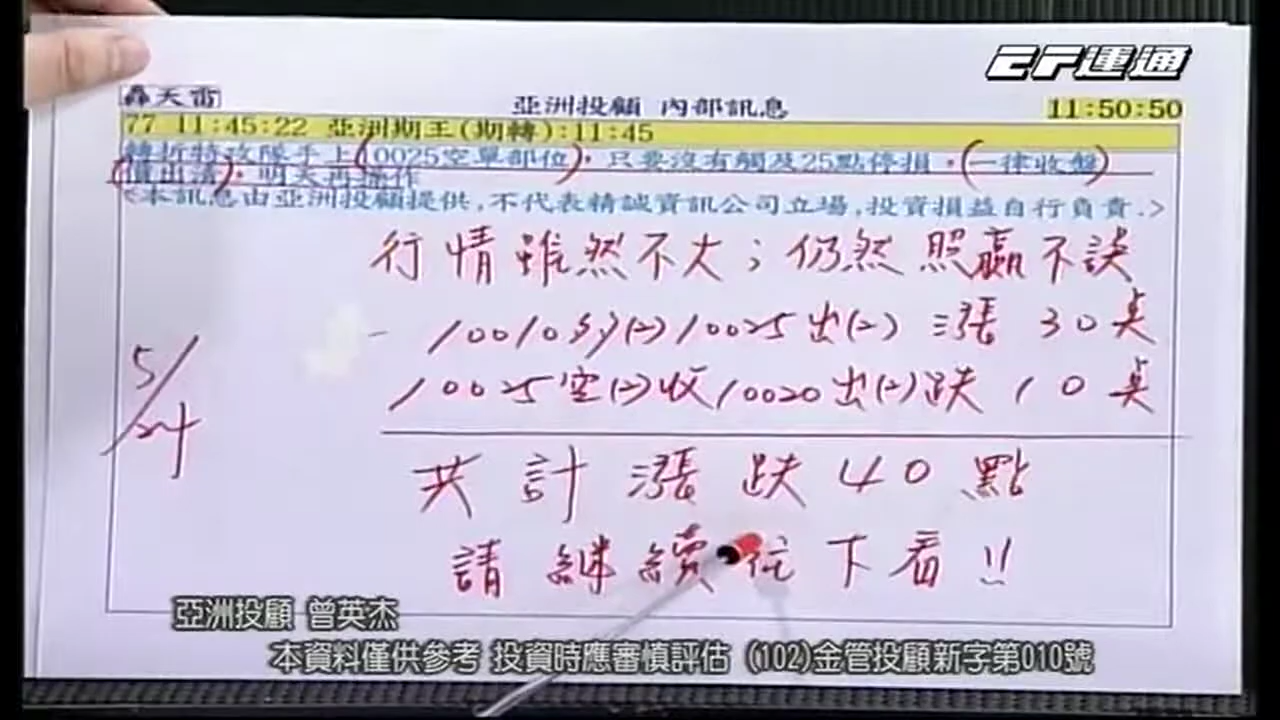 EF運通
轟天雷 亞洲投顧 內部訊息 11:50:50
77 11:45:22 亞洲期王(期轉):11:45
轉折特攻隊手上(10025空單部位),只要沒有觸及25點停損,(一律收盤
價出清),明天再操作
<本訊息由亞洲投顧提供,不代表精誠資訊公司立場,投資損益自行負責.>
行情雖然不大;仍然照贏不誤
10010多(2)10025出(2)漲30点
10025空(2)收10020出(2)跌10点
5/24
共計漲跌40點
請繼續往下看!!
亞洲投顧 曾英杰
本資料僅供參考 投資時應審慎評估 (102)金管投顧新字第010號